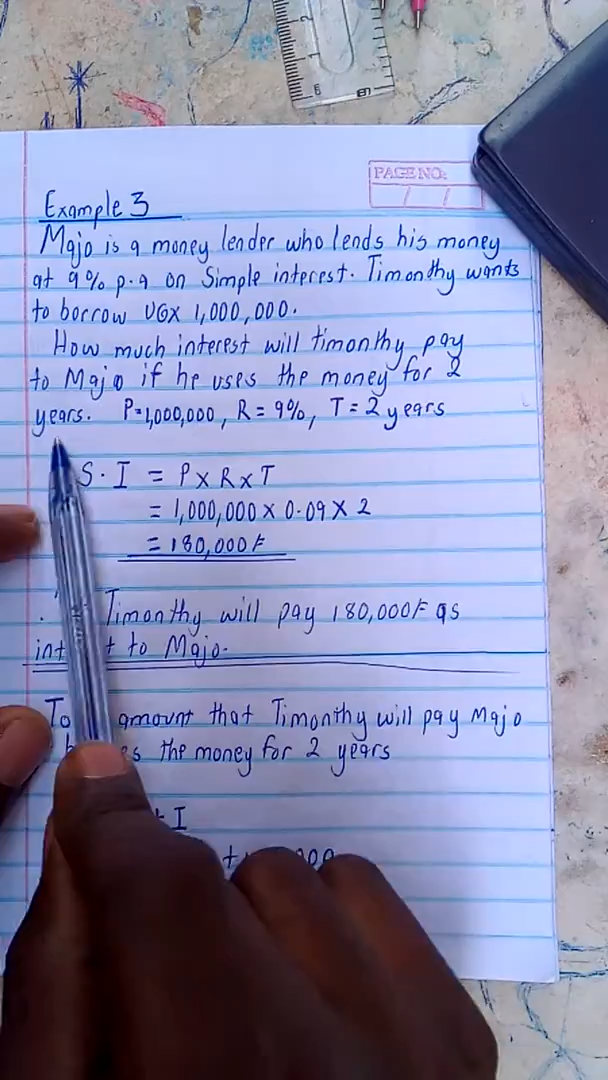 PAGE NO:
Example 3
Majo is a money lender who lends his money
at 9% p.a on Simple interest. Timonthy wants
to borrow UGX 1,000,000.
How much interest will timonthy pay
to Majo if he uses the money for 2
years. P=1,000,000, R = 9%, T = 2 years
S.I = P x R x T
= 1,000,000 x 0.09 x 2
= 180,000F
Timonthy will pay 180,000F as
to Majo.
amount that Timonthy will pay Majo
the money for 2 years
+ I
+